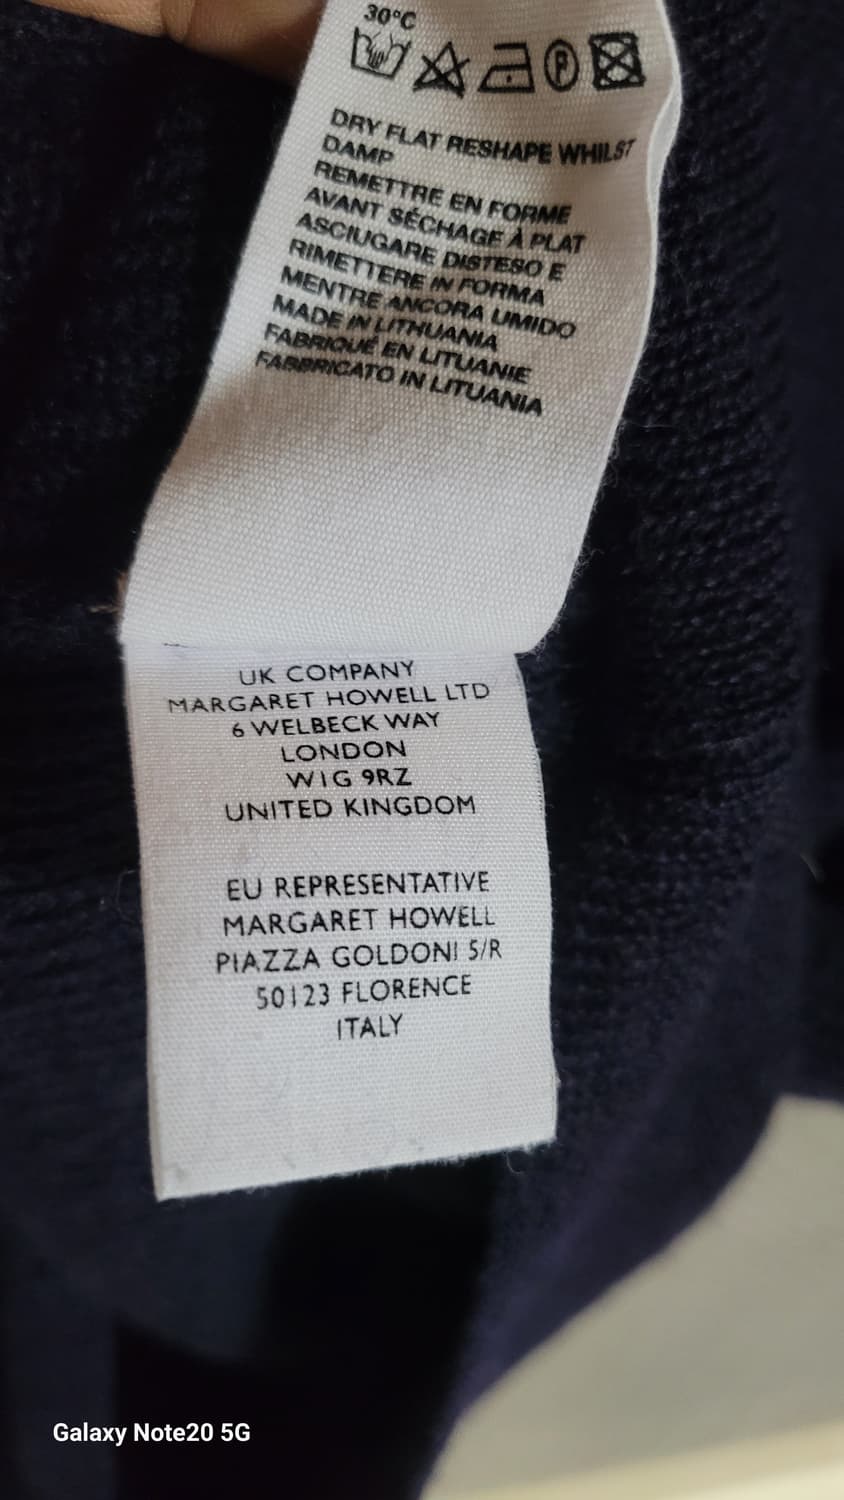 30°C
P
DRY FLAT RESHAPE WHILST
DAMP
REMETTRE EN FORME
AVANT SÉCHAGE À PLAT
ASCIUGARE DISTESO E
RIMETTERE IN FORMA
MENTRE ANCORA UMIDO
MADE IN LITHUANIA
FABRIQUÉ EN LITUANIE
FABBRICATO IN LITUANIA
UK COMPANY
MARGARET HOWELL LTD
6 WELBECK WAY
LONDON
W1G 9RZ
UNITED KINGDOM
EU REPRESENTATIVE
MARGARET HOWELL
PIAZZA GOLDONI 5/R
50123 FLORENCE
ITALY
Galaxy Note20 5G